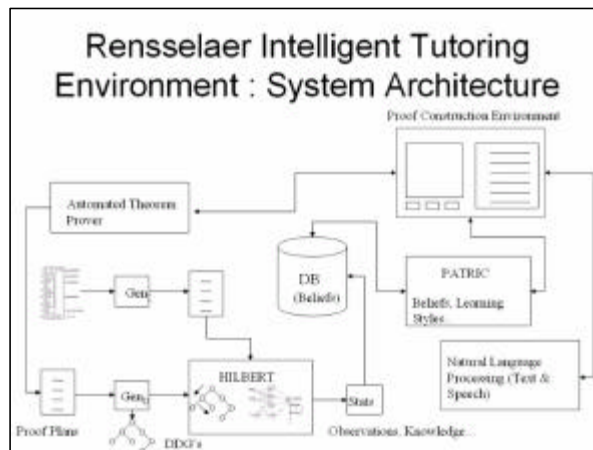 Rensselaer Intelligent Tutoring
Environment : System Architecture
Proof Construction Environment
Automated Theorem
Prover
DB
(Beliefs)
PATRIC
Beliefs, Learning
Styles
Gen
HILBERT
Natural Language
Processing (Text &
Speech)
Gen
Stats
Proof Plans
DDG's
Observations, Knowledge...